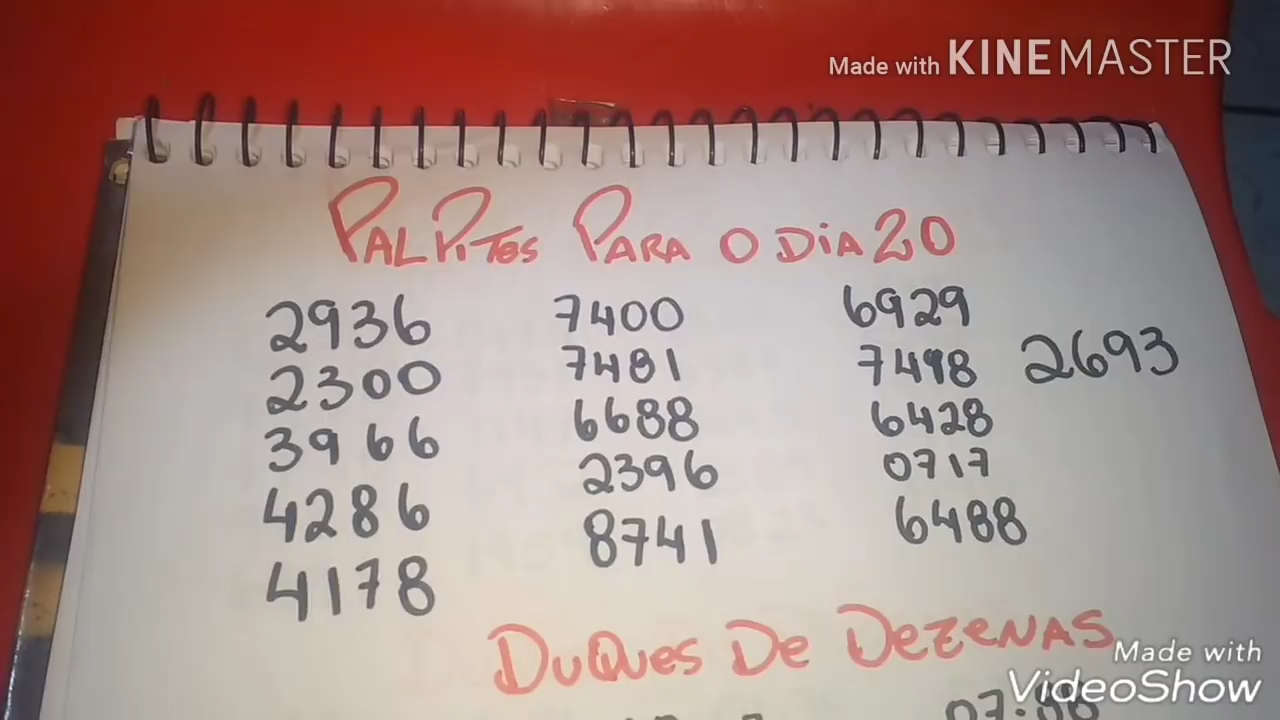 Made with KINEMASTER
PALPITES PARA O DIA 20
2936 7400 6929
2300 7481 7498 2693
3966 6688 6428
4286 2396 0717
4178 8741 6488
DUQUES DE DEZENAS
Made with
VideoShow